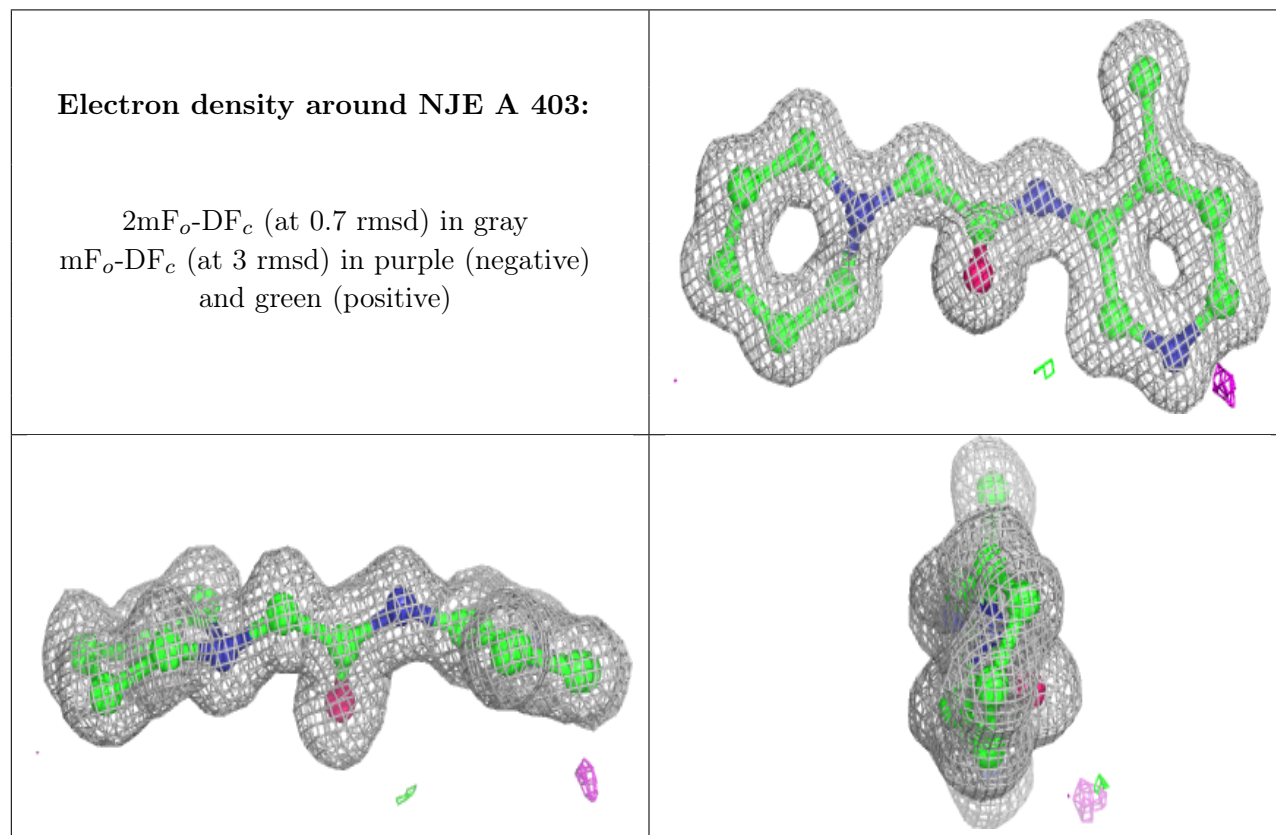 Electron density around NJE A 403:
2mFo-DFc (at 0.7 rmsd) in gray
mFo-DFc (at 3 rmsd) in purple (negative)
and green (positive)